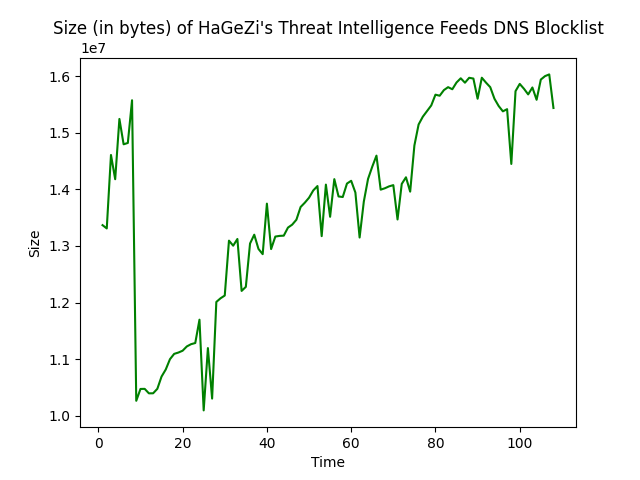 Size (in bytes) of HaGeZi's Threat Intelligence Feeds DNS Blocklist
1e7
1.6
1.5
1.4
1.3
1.2
1.1
1.0
Size
0 20 40 60 80 100
Time